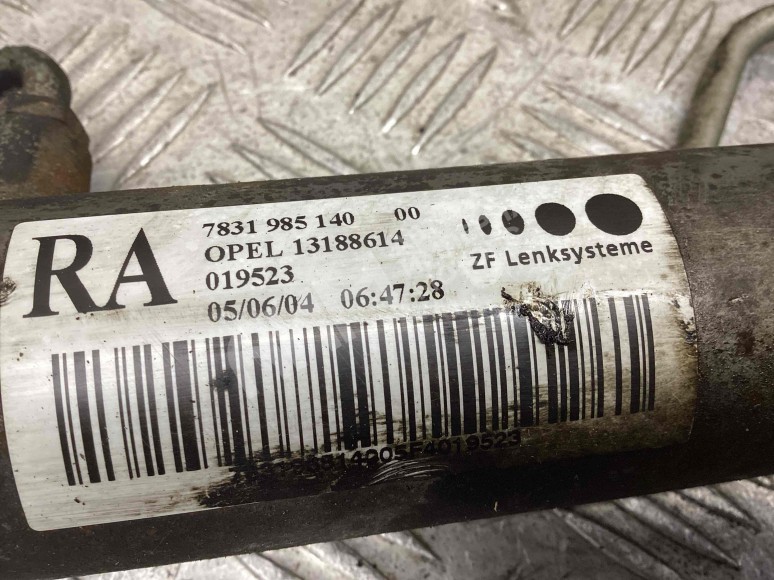 RA
7831 985 140 00
OPEL 13188614
019523
05/06/04 06:47:28
ZF Lenksysteme